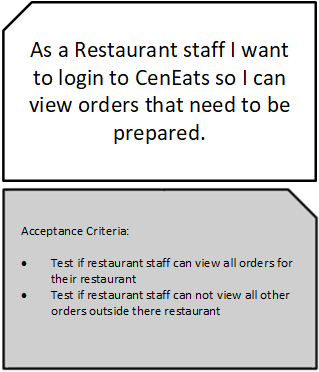 As a Restaurant staff I want
to login to CenEats so I can
view orders that need to be
prepared.
Acceptance Criteria:
• Test if restaurant staff can view all orders for
their restaurant
• Test if restaurant staff can not view all other
orders outside there restaurant